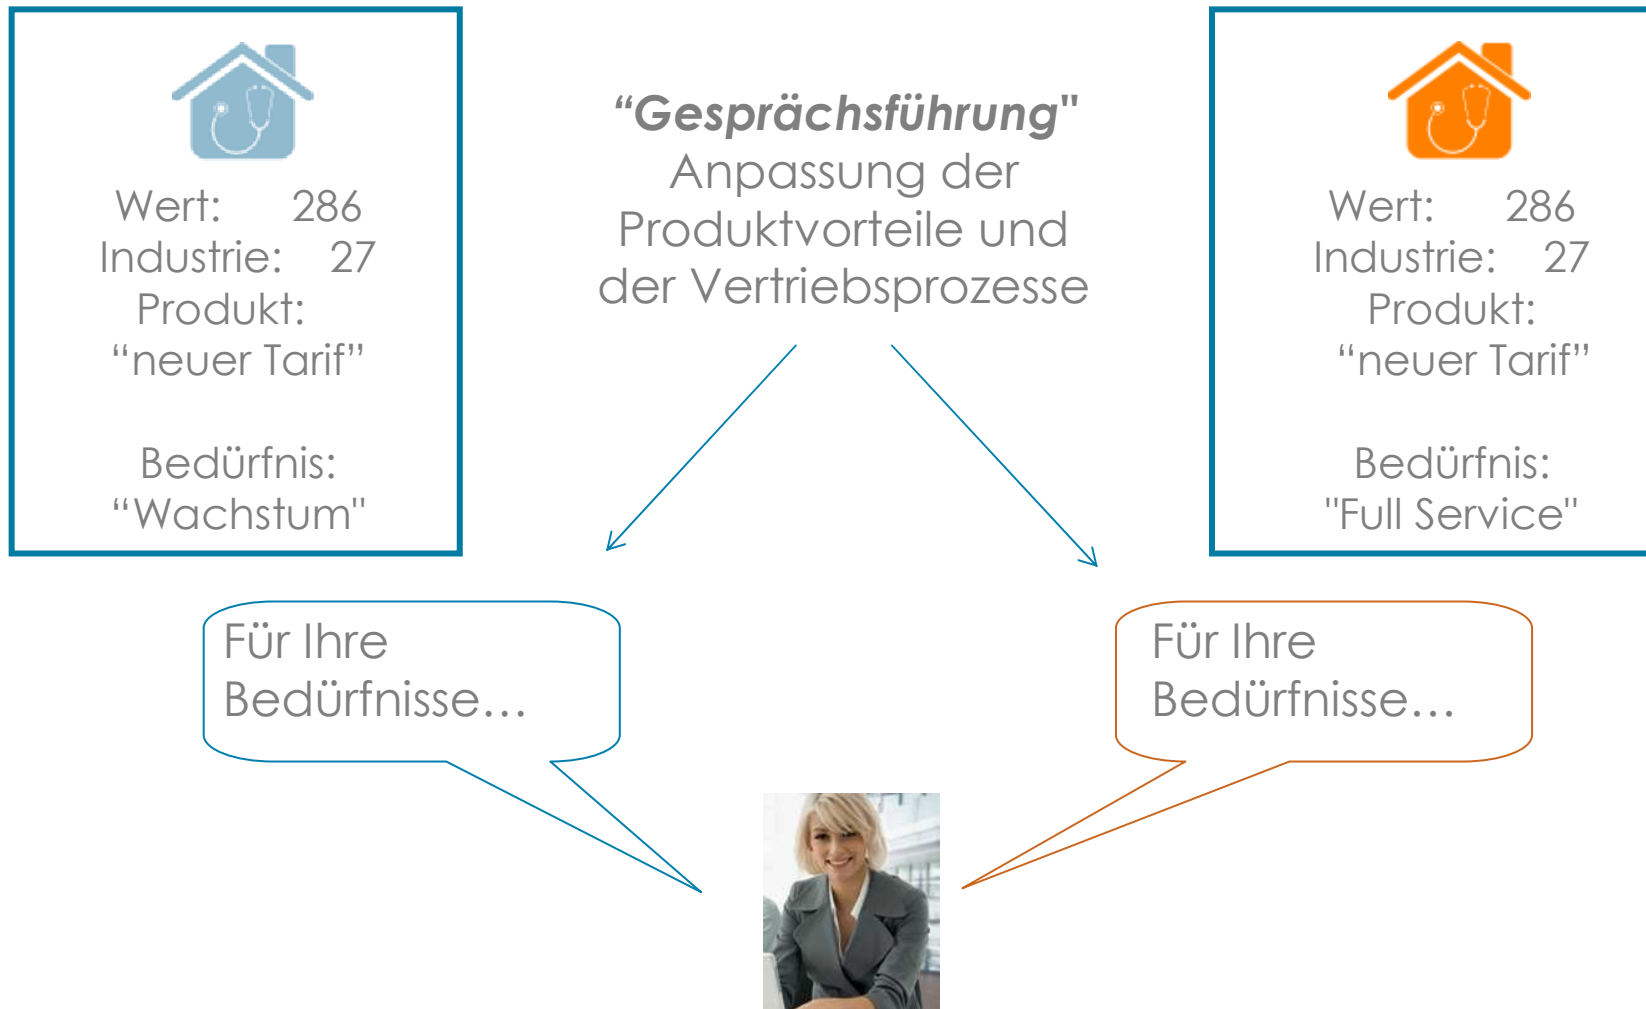 Wert: 286
Industrie: 27
Produkt:
“neuer Tarif”
Bedürfnis:
“Wachstum"
“Gesprächsführung"
Anpassung der
Produktvorteile und
der Vertriebsprozesse
Wert: 286
Industrie: 27
Produkt:
“neuer Tarif”
Bedürfnis:
"Full Service"
Für Ihre
Bedürfnisse…
Für Ihre
Bedürfnisse…